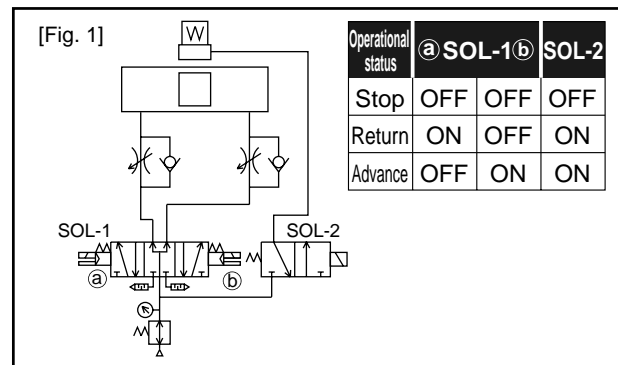 [Fig. 1]
W
SOL-1
SOL-2
ⓐ
ⓑ
Operational status ⓐSOL-1ⓑ SOL-2
Stop OFF OFF OFF
Return ON OFF ON
Advance OFF ON ON